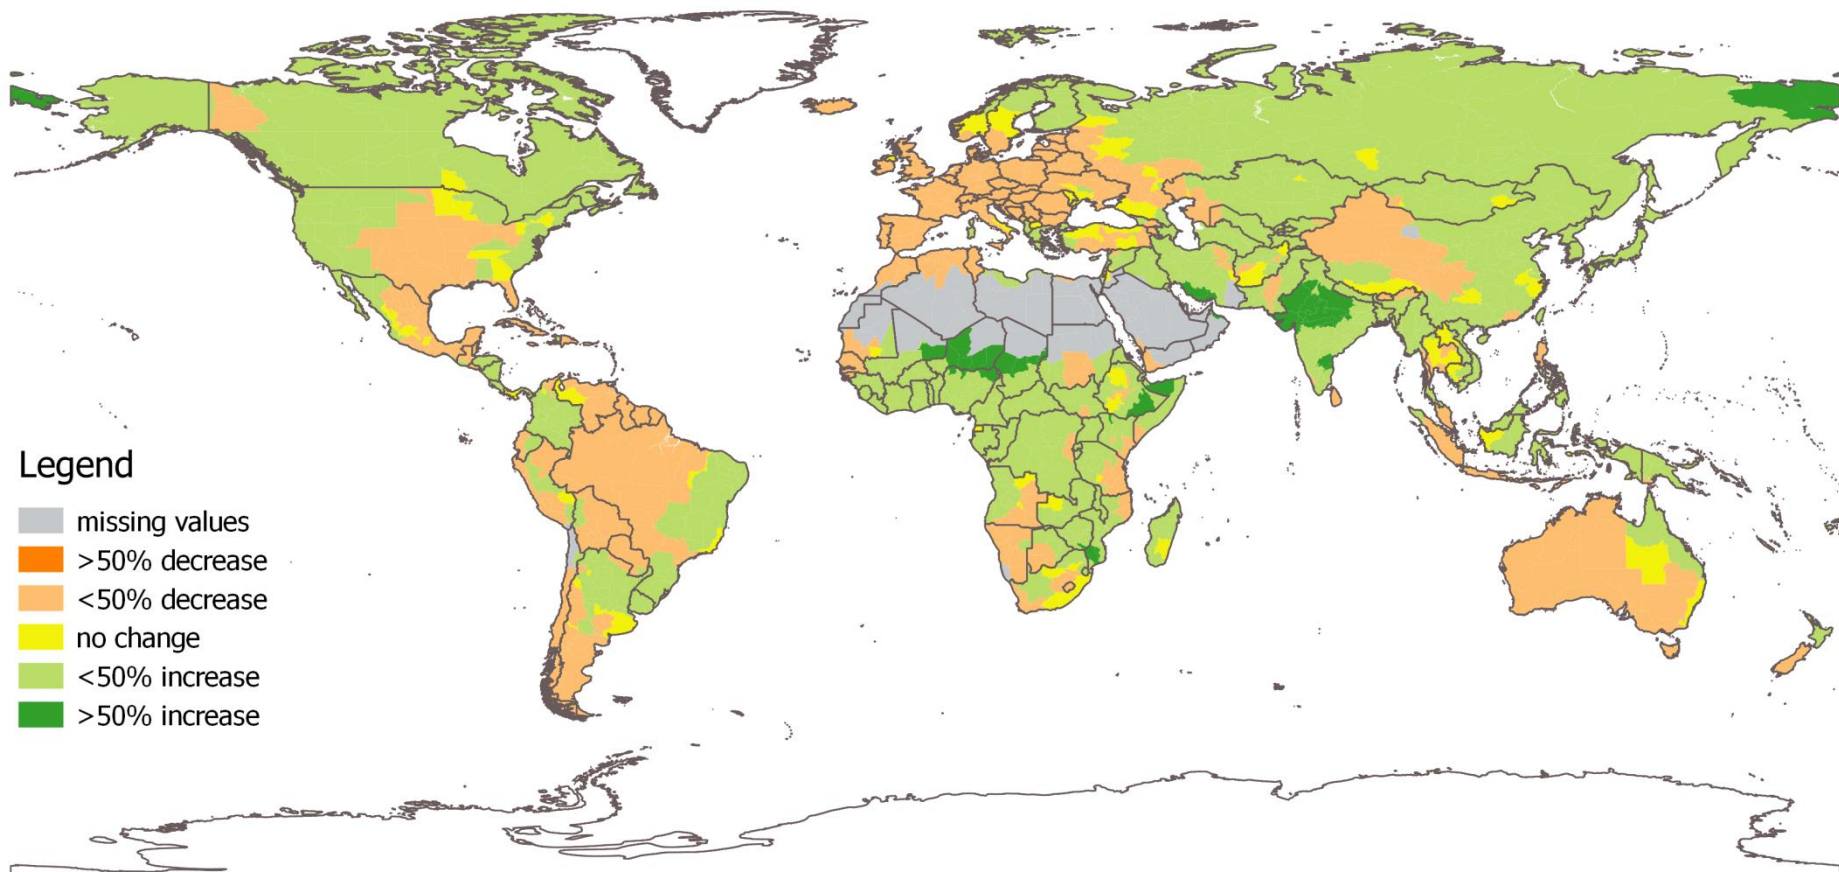 Legend
missing values
>50% decrease
<50% decrease
no change
<50% increase
>50% increase